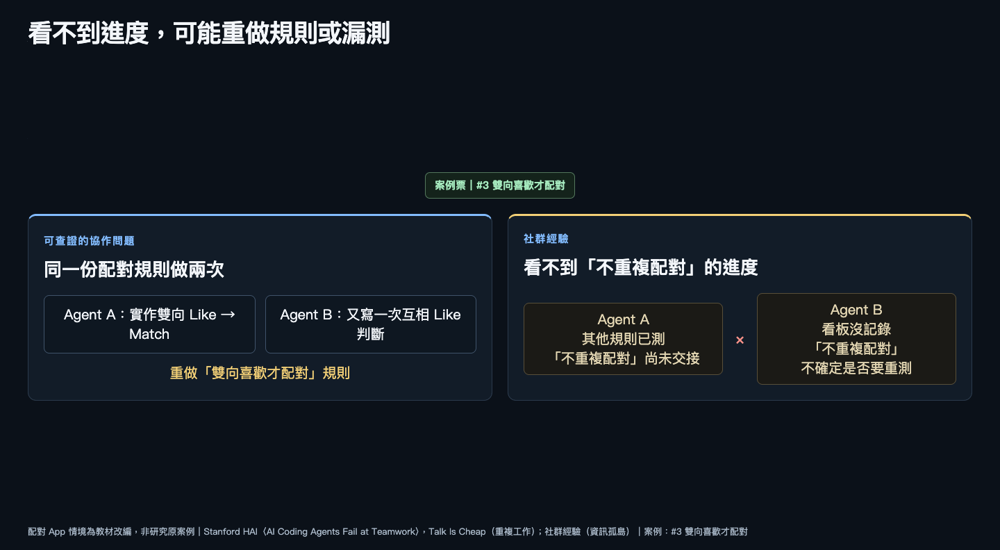 看不到進度，可能重做規則或漏測
案例票｜#3 雙向喜歡才配對
可查證的協作問題
同一份配對規則做兩次
Agent A：實作雙向 Like →
Match
Agent B：又寫一次互相 Like
判斷
重做「雙向喜歡才配對」規則
社群經驗
看不到「不重複配對」的進度
Agent A
其他規則已測
「不重複配對」尚未交接
×
Agent B
看板沒記錄
「不重複配對」
不確定是否要重測
配對 App 情境為教材改編，非研究原案例｜Stanford HAI〈AI Coding Agents Fail at Teamwork〉，Talk Is Cheap（重複工作）；社群經驗（資訊孤島）｜案例：#3 雙向喜歡才配對